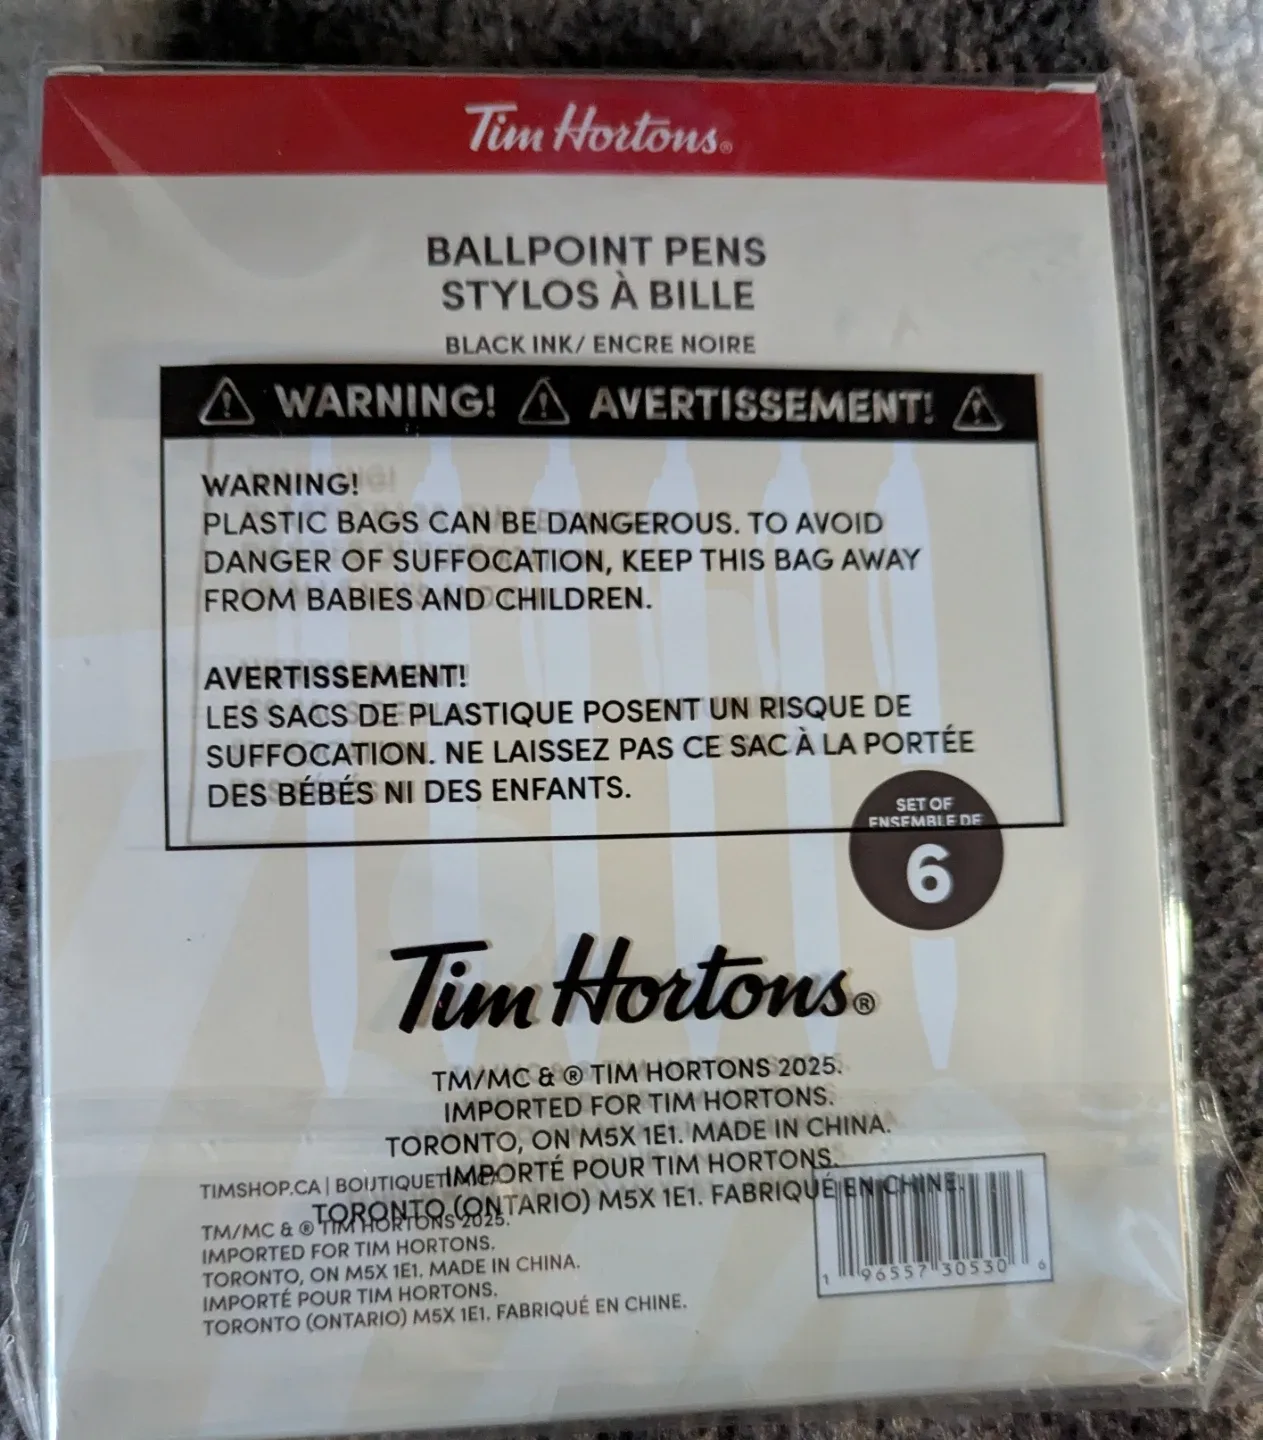 Tim Hortons®
BALLPOINT PENS
STYLOS À BILLE
BLACK INK/ ENCRE NOIRE
WARNING! AVERTISSEMENT!
WARNING!
PLASTIC BAGS CAN BE DANGEROUS. TO AVOID
DANGER OF SUFFOCATION, KEEP THIS BAG AWAY
FROM BABIES AND CHILDREN.
AVERTISSEMENT!
LES SACS DE PLASTIQUE POSENT UN RISQUE DE
SUFFOCATION. NE LAISSEZ PAS CE SAC À LA PORTÉE
DES BÉBÉS NI DES ENFANTS.
SET OF
ENSEMBLE DE
6
Tim Hortons®
TM/MC & ® TIM HORTONS 2025.
IMPORTED FOR TIM HORTONS.
TORONTO, ON M5X 1E1. MADE IN CHINA.
IMPORTÉ POUR TIM HORTONS.
TORONTO (ONTARIO) M5X 1E1. FABRIQUÉ EN CHINE.
TIMSHOP.CA |
TM/MC & ® TIM HORTONS 2025.
IMPORTED FOR TIM HORTONS.
TORONTO, ON M5X 1E1. MADE IN CHINA.
IMPORTÉ POUR TIM HORTONS.
TORONTO (ONTARIO) M5X 1E1. FABRIQUÉ EN CHINE.
1 96557 30530 6